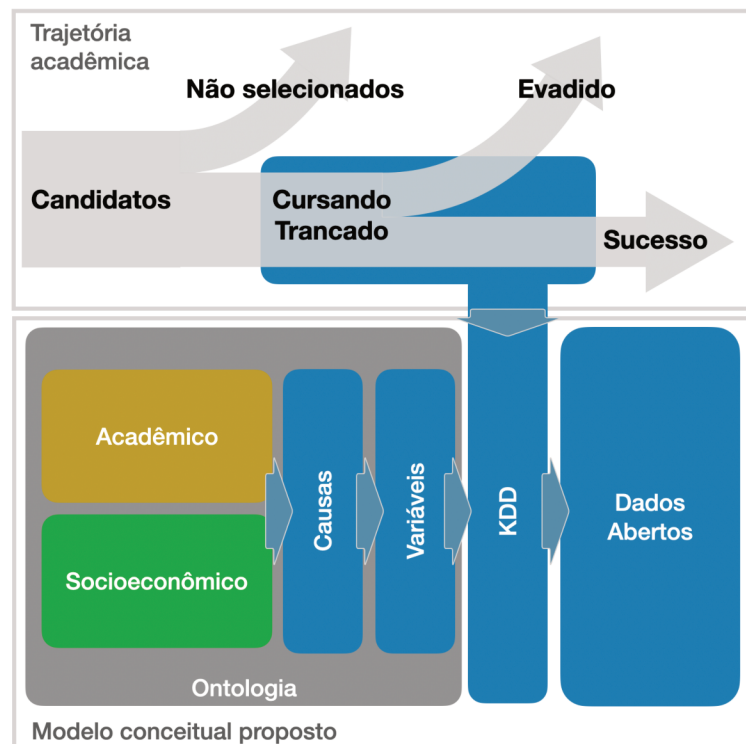 Trajetória
acadêmica
Não selecionados
Evadido
Candidatos
Cursando
Trancado
Sucesso
Acadêmico
Socioeconômico
Causas
Variáveis
KDD
Dados
Abertos
Ontologia
Modelo conceitual proposto